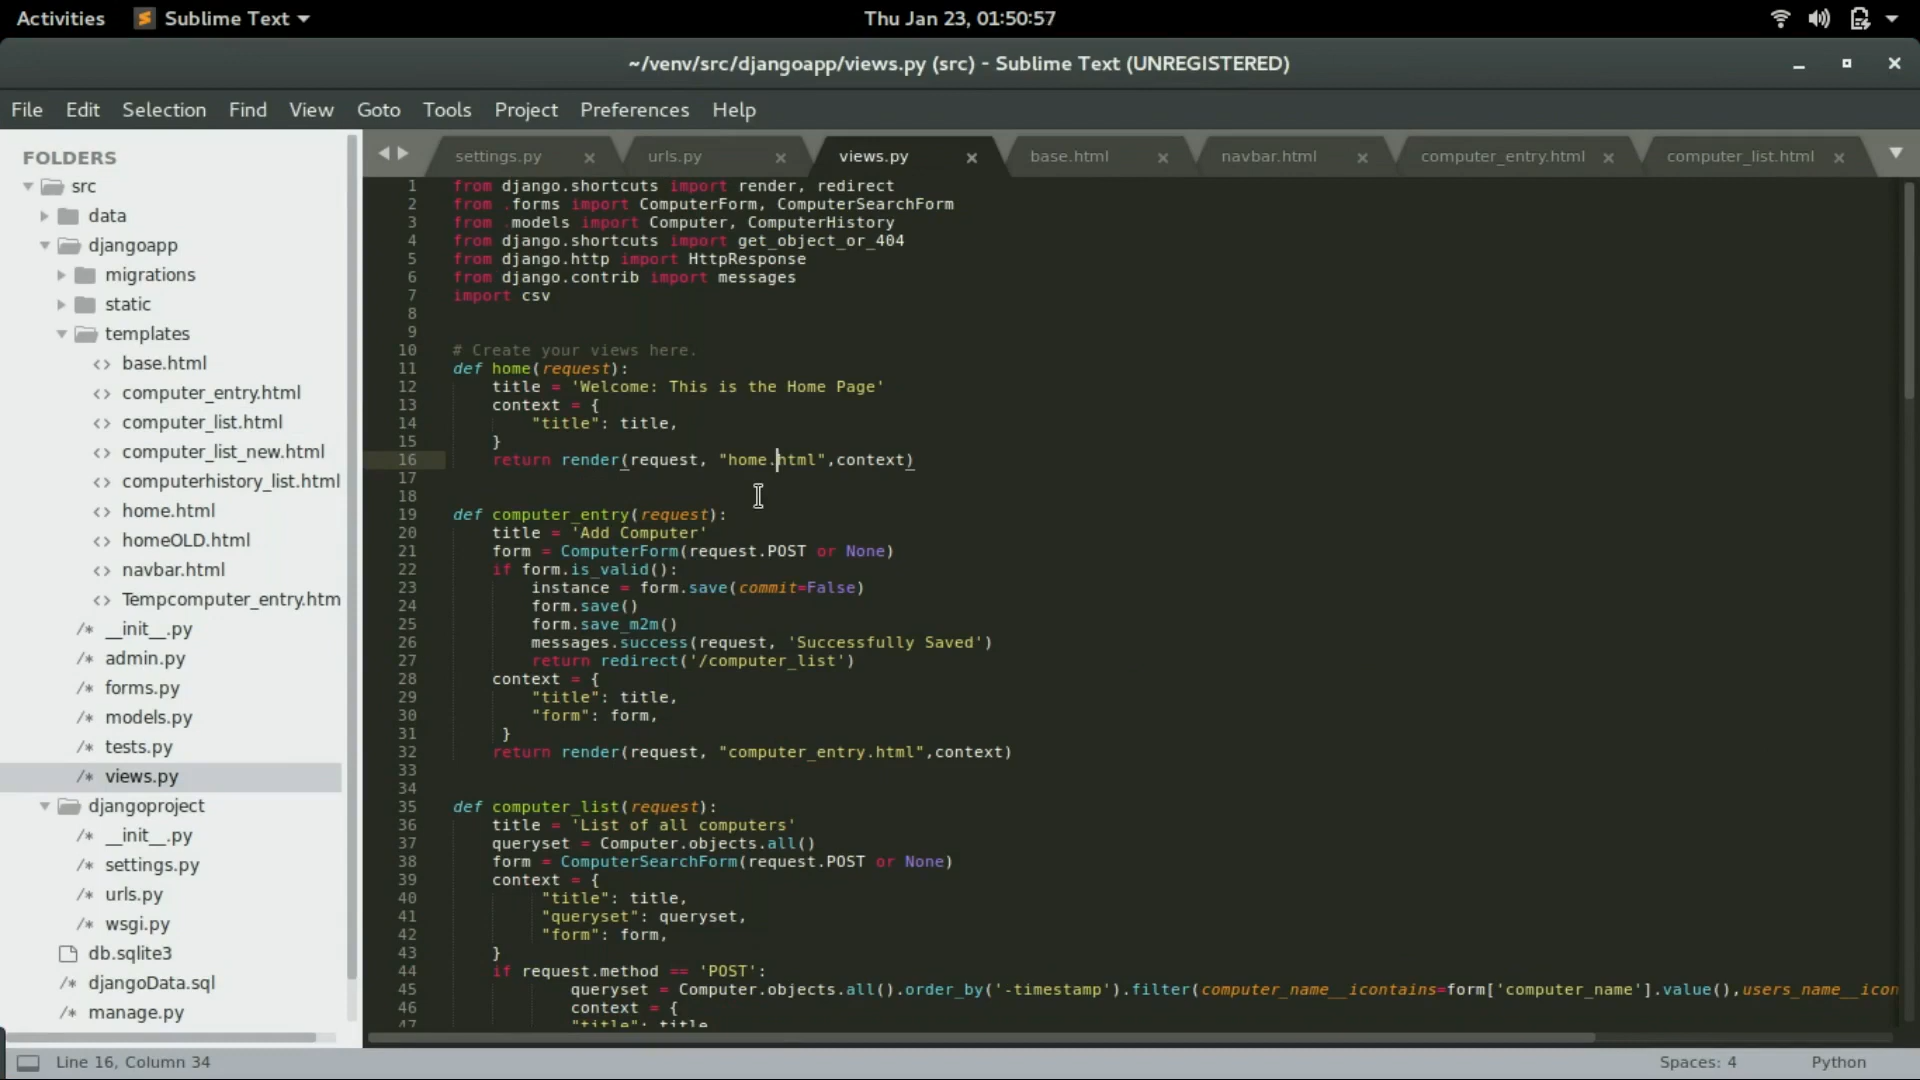 Activities
Sublime Text
Thu Jan 23, 01:50:57
~/venv/src/djangoapp/views.py (src) - Sublime Text (UNREGISTERED)
File Edit Selection Find View Goto Tools Project Preferences Help
FOLDERS
src
data
djangoapp
migrations
static
templates
<> base.html
<> computer_entry.html
<> computer_list.html
<> computer_list_new.html
<> computerhistory_list.html
<> home.html
<> homeOLD.html
<> navbar.html
<> Tempcomputer_entry.htm
/* __init__.py
/* admin.py
/* forms.py
/* models.py
/* tests.py
/* views.py
djangoproject
/* __init__.py
/* settings.py
/* urls.py
/* wsgi.py
db.sqlite3
/* djangoData.sql
/* manage.py
settings.py urls.py views.py base.html navbar.html computer_entry.html computer_list.html
1 from django.shortcuts import render, redirect
2 from .forms import ComputerForm, ComputerSearchForm
3 from .models import Computer, ComputerHistory
4 from django.shortcuts import get_object_or_404
5 from django.http import HttpResponse
6 from django.contrib import messages
7 import csv
8
9
10 # Create your views here.
11 def home(request):
12 title = 'Welcome: This is the Home Page'
13 context = {
14 "title": title,
15 }
16 return render(request, "home.html",context)
17
18
19 def computer_entry(request):
20 title = 'Add Computer'
21 form = ComputerForm(request.POST or None)
22 if form.is_valid():
23 instance = form.save(commit=False)
24 form.save()
25 form.save_m2m()
26 messages.success(request, 'Successfully Saved')
27 return redirect('/computer_list')
28 context = {
29 "title": title,
30 "form": form,
31 }
32 return render(request, "computer_entry.html",context)
33
34
35 def computer_list(request):
36 title = 'List of all computers'
37 queryset = Computer.objects.all()
38 form = ComputerSearchForm(request.POST or None)
39 context = {
40 "title": title,
41 "queryset": queryset,
42 "form": form,
43 }
44 if request.method == 'POST':
45 queryset = Computer.objects.all().order_by('-timestamp').filter(computer_name__icontains=form['computer_name'].value(),users_name__icon
46 context = {
47 "title": title
Line 16, Column 34
Spaces: 4
Python